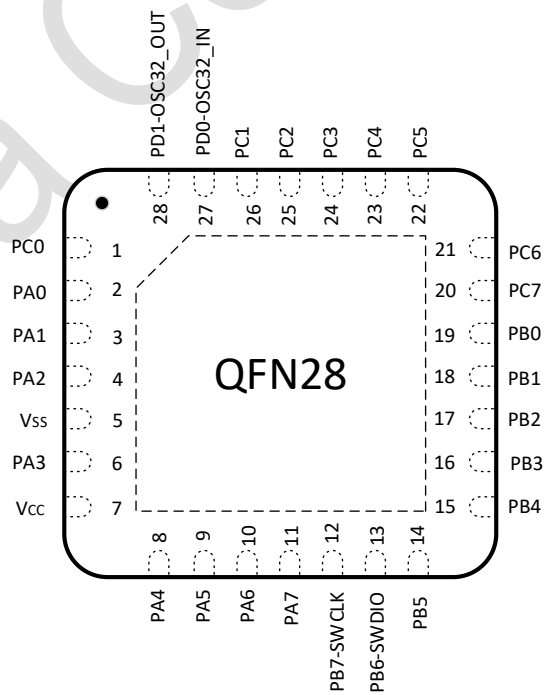 PD1-OSC32_OUT
PD0-OSC32_IN
PC1
PC2
PC3
PC4
PC5
28
27
26
25
24
23
22
PC0 1
PA0 2
PA1 3
PA2 4
Vss 5
PA3 6
Vcc 7
QFN28
21 PC6
20 PC7
19 PB0
18 PB1
17 PB2
16 PB3
15 PB4
8
9
10
11
12
13
14
PA4
PA5
PA6
PA7
PB7-SWCLK
PB6-SWDIO
PB5